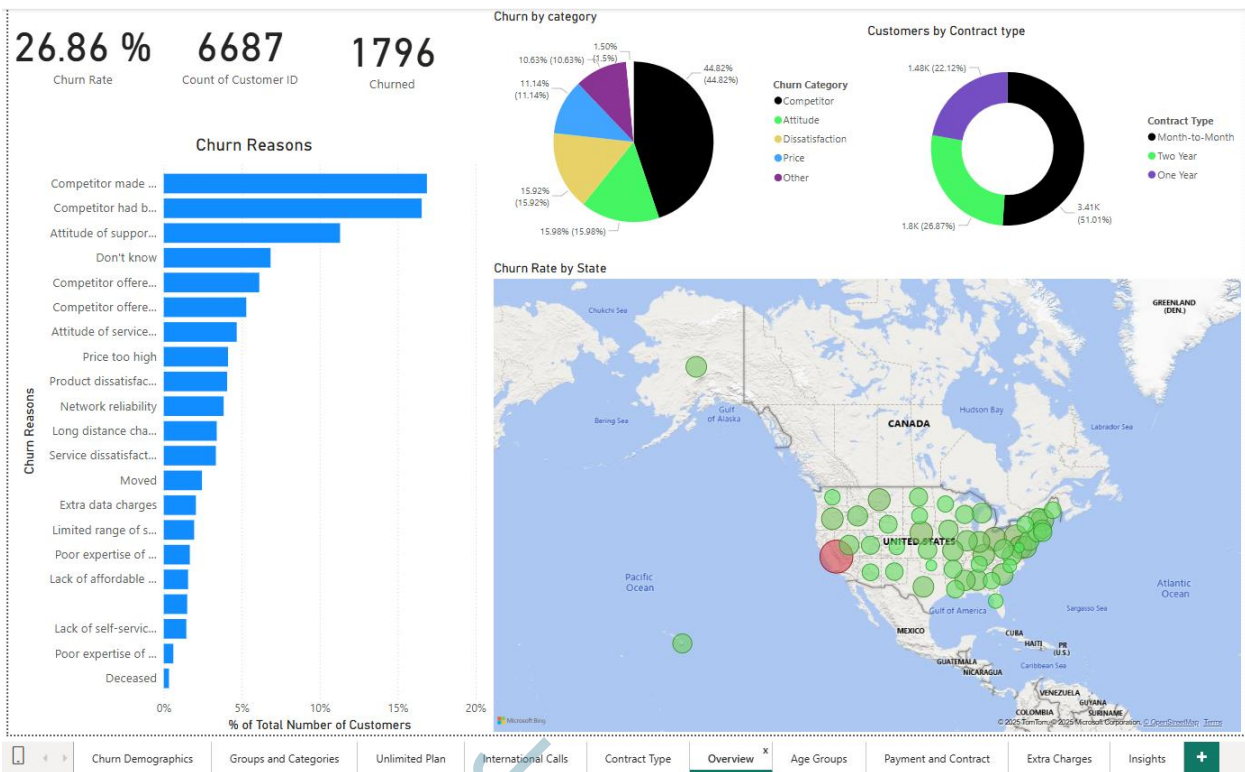 26.86 %
Churn Rate
6687
Count of Customer ID
1796
Churned
Churn by category
1.50%
(1.5%)
10.63% (10.63%)
11.14%
(11.14%)
15.92%
(15.92%)
15.98% (15.98%)
44.82%
(44.82%)
Churn Category
Competitor
Attitude
Dissatisfaction
Price
Other
Customers by Contract type
1.48K (22.12%)
1.8K (26.87%)
3.41K
(51.01%)
Contract Type
Month-to-Month
Two Year
One Year
Churn Reasons
Churn Reasons
Competitor made ...
Competitor had b...
Attitude of suppor...
Don't know
Competitor offere...
Competitor offere...
Attitude of service...
Price too high
Product dissatisfac...
Network reliability
Long distance cha...
Service dissatisfact...
Moved
Extra data charges
Limited range of s...
Poor expertise of ...
Lack of affordable ...
Lack of self-servic...
Poor expertise of ...
Deceased
0%
5%
10%
15%
20%
% of Total Number of Customers
Churn Rate by State
Chukchi Sea
GREENLAND
(DEN.)
Bering Sea
Gulf
of Alaska
CANADA
Hudson Bay
Labrador Sea
UNITED STATES
Pacific
Ocean
Atlantic
Ocean
Gulf of America
Sargasso Sea
MEXICO
CUBA
HAITI
PR
(U.S.)
GUATEMALA
NICARAGUA
Caribbean Sea
VENEZUELA
GUYANA
COLOMBIA
SURINAME
Microsoft Bing
© 2025 TomTom, © 2025 Microsoft Corporation, © OpenStreetMap Terms
Churn Demographics
Groups and Categories
Unlimited Plan
International Calls
Contract Type
Overview
x
Age Groups
Payment and Contract
Extra Charges
Insights
+